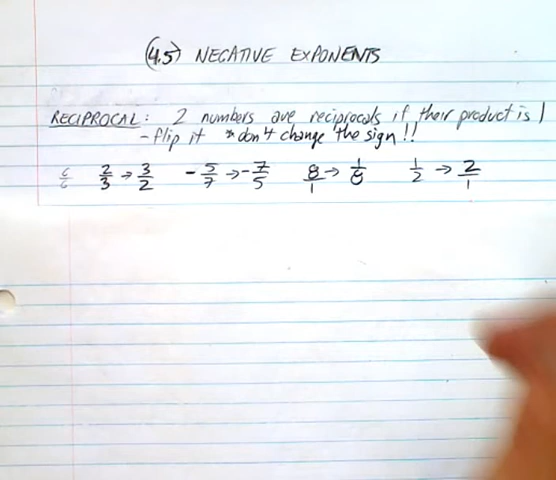 (4.5) NEGATIVE EXPONENTS
RECIPROCAL: 2 numbers are reciprocals if their product is 1
- flip it *don't change the sign!!
2/3 → 3/2 -5/7 → -7/5 8/1 → 1/8 1/2 → 2/1